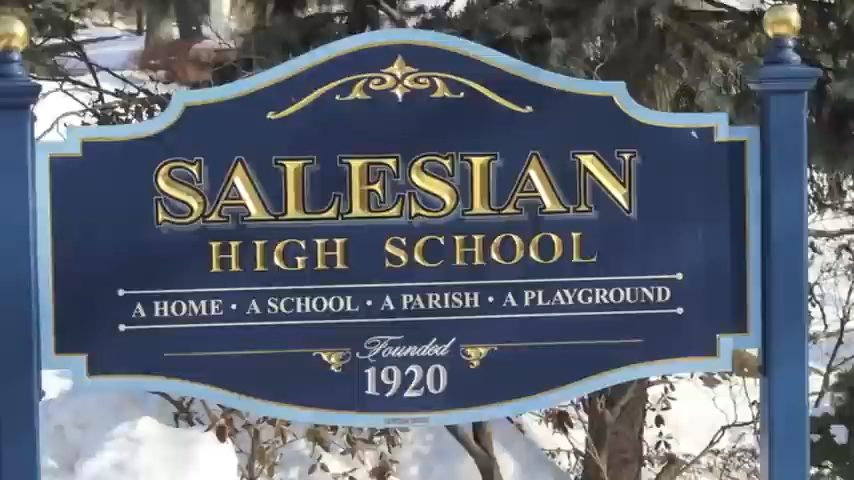 SALESIAN
HIGH SCHOOL
A HOME • A SCHOOL • A PARISH • A PLAYGROUND
Founded
1920